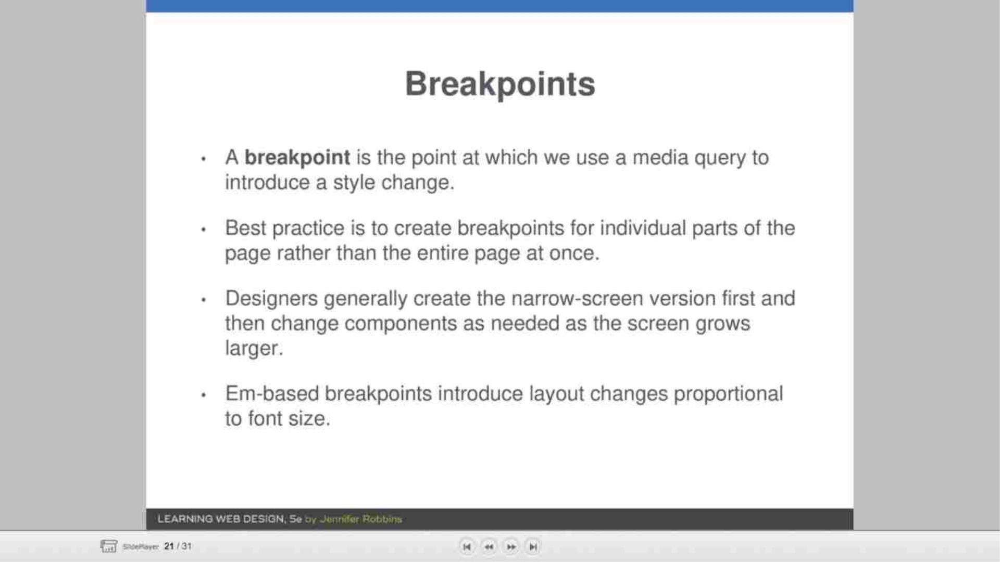 Breakpoints
• A breakpoint is the point at which we use a media query to
introduce a style change.
• Best practice is to create breakpoints for individual parts of the
page rather than the entire page at once.
• Designers generally create the narrow-screen version first and
then change components as needed as the screen grows
larger.
• Em-based breakpoints introduce layout changes proportional
to font size.
LEARNING WEB DESIGN, 5e by Jennifer Robbins
SlidePlayer 21 / 31